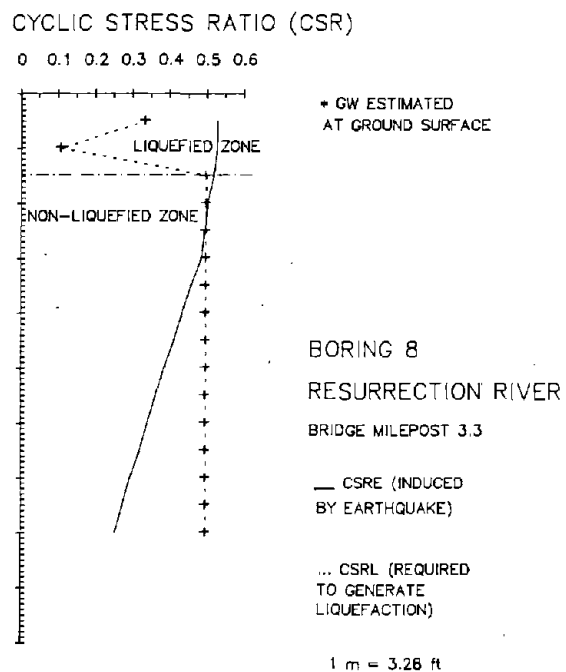 CYCLIC STRESS RATIO (CSR)
0 0.1 0.2 0.3 0.4 0.5 0.6
* GW ESTIMATED
AT GROUND SURFACE
LIQUEFIED ZONE
NON-LIQUEFIED ZONE
BORING 8
RESURRECTION RIVER
BRIDGE MILEPOST 3.3
— CSRE (INDUCED
BY EARTHQUAKE)
... CSRL (REQUIRED
TO GENERATE
LIQUEFACTION)
1 m = 3.28 ft